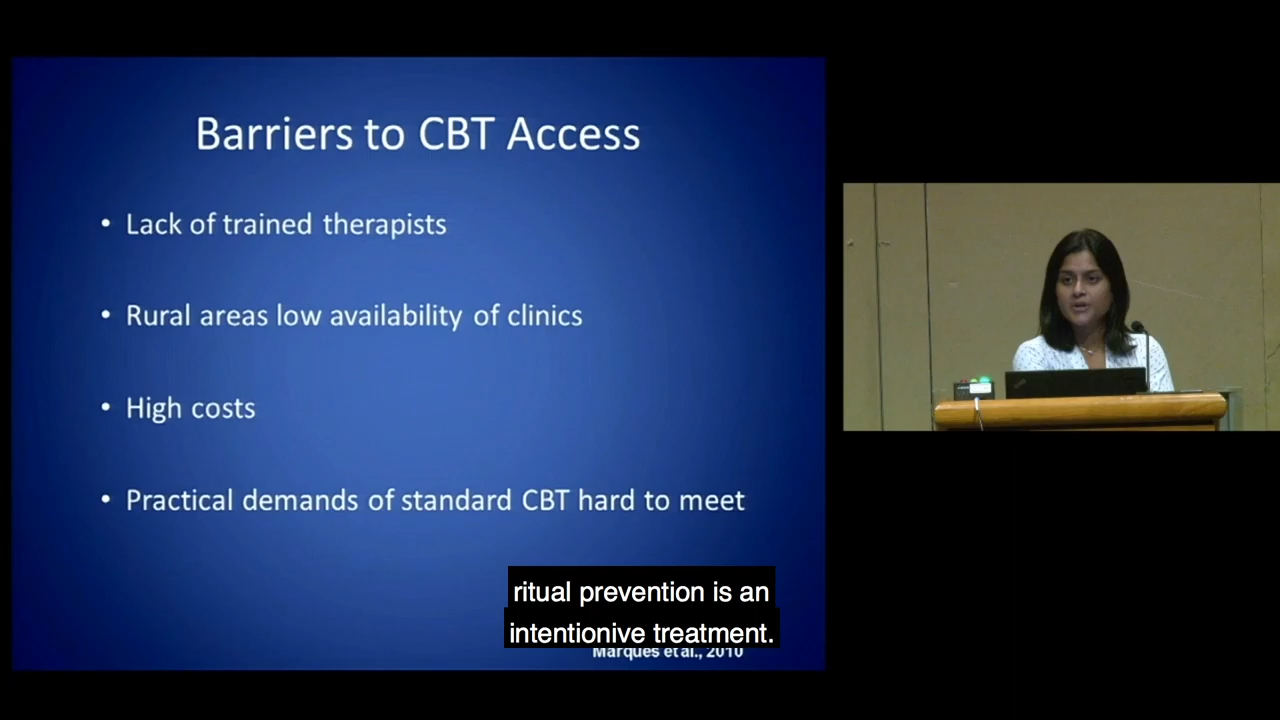 Barriers to CBT Access
• Lack of trained therapists
• Rural areas low availability of clinics
• High costs
• Practical demands of standard CBT hard to meet
ritual prevention is an
intentionive treatment.
Marques et al., 2010